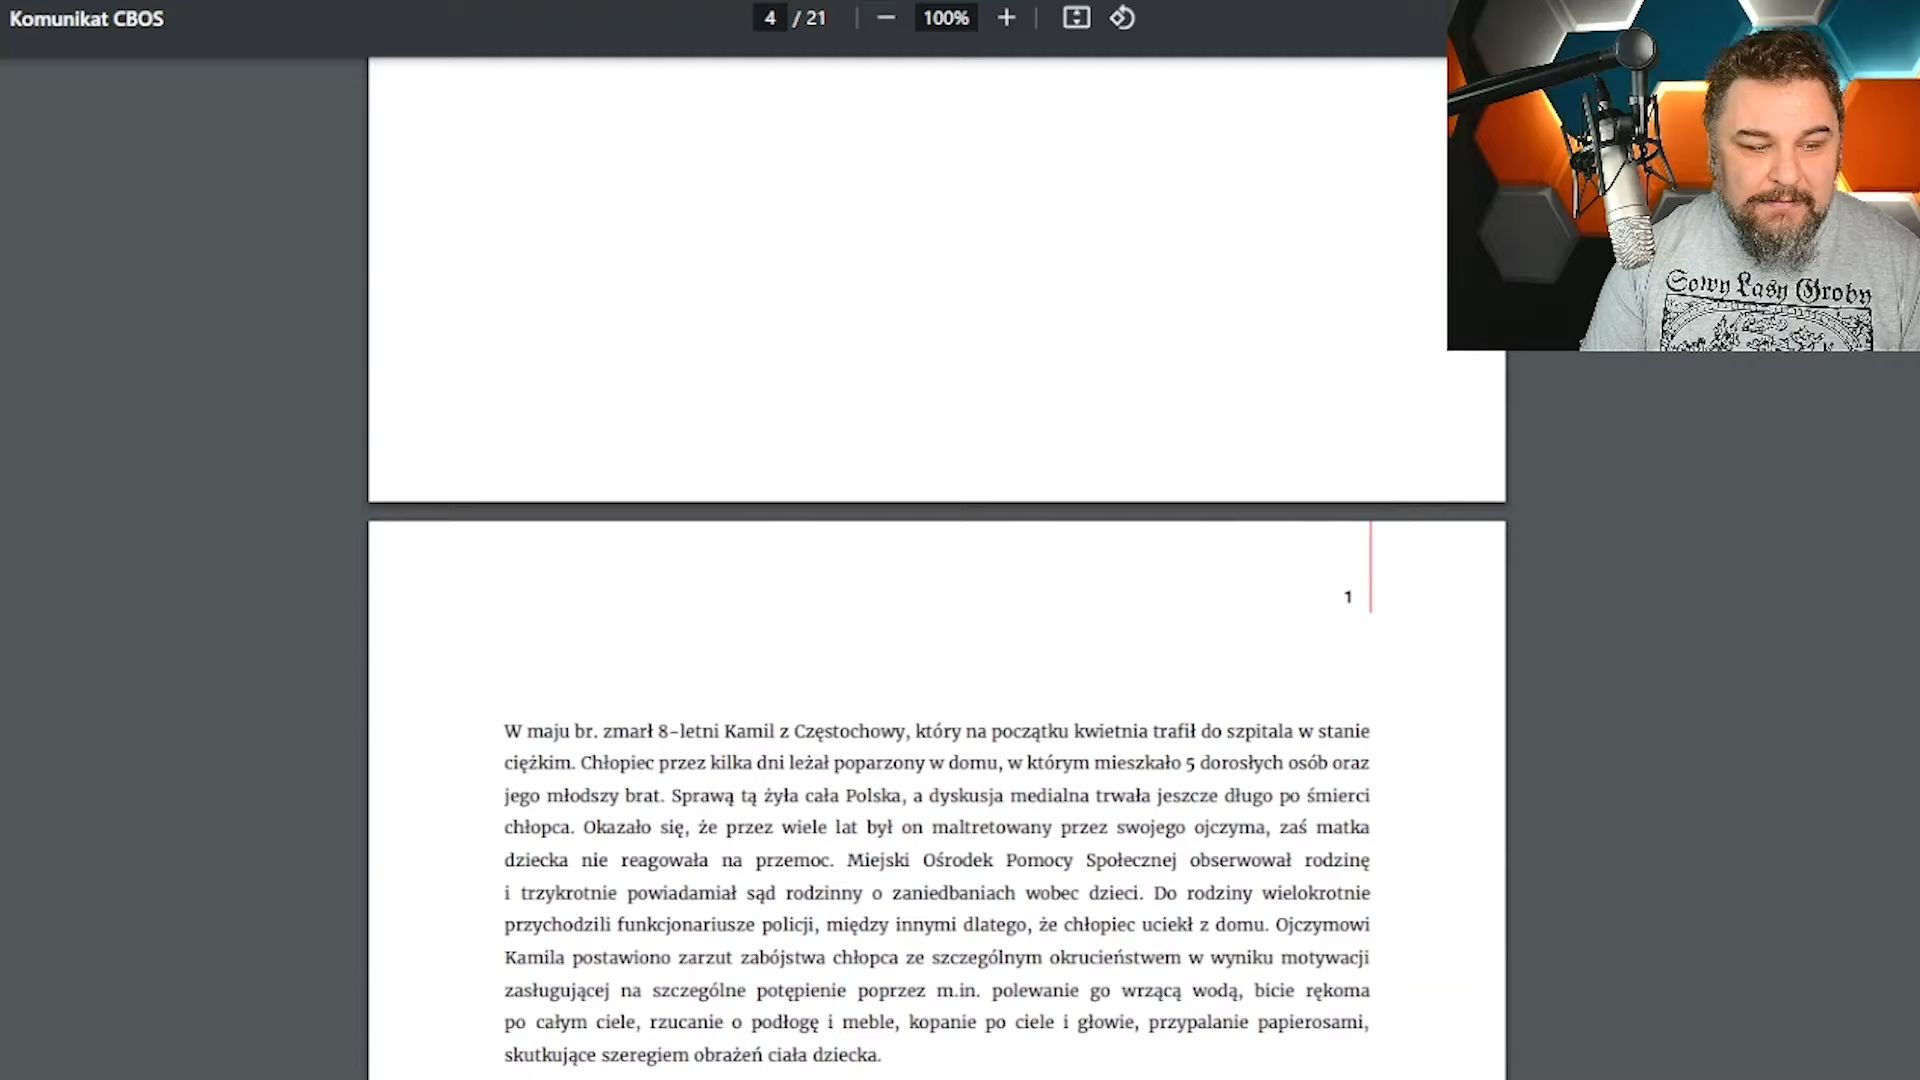 Komunikat CBOS
4 / 21
100%
Sowy Lasy Groby
1
W maju br. zmarł 8-letni Kamil z Częstochowy, który na początku kwietnia trafił do szpitala w stanie
ciężkim. Chłopiec przez kilka dni leżał poparzony w domu, w którym mieszkało 5 dorosłych osób oraz
jego młodszy brat. Sprawą tą żyła cała Polska, a dyskusja medialna trwała jeszcze długo po śmierci
chłopca. Okazało się, że przez wiele lat był on maltretowany przez swojego ojczyma, zaś matka
dziecka nie reagowała na przemoc. Miejski Ośrodek Pomocy Społecznej obserwował rodzinę
i trzykrotnie powiadamiał sąd rodzinny o zaniedbaniach wobec dzieci. Do rodziny wielokrotnie
przychodzili funkcjonariusze policji, między innymi dlatego, że chłopiec uciekł z domu. Ojczymowi
Kamila postawiono zarzut zabójstwa chłopca ze szczególnym okrucieństwem w wyniku motywacji
zasługującej na szczególne potępienie poprzez m.in. polewanie go wrzącą wodą, bicie rękoma
po całym ciele, rzucanie o podłogę i meble, kopanie po ciele i głowie, przypalanie papierosami,
skutkujące szeregiem obrażeń ciała dziecka.